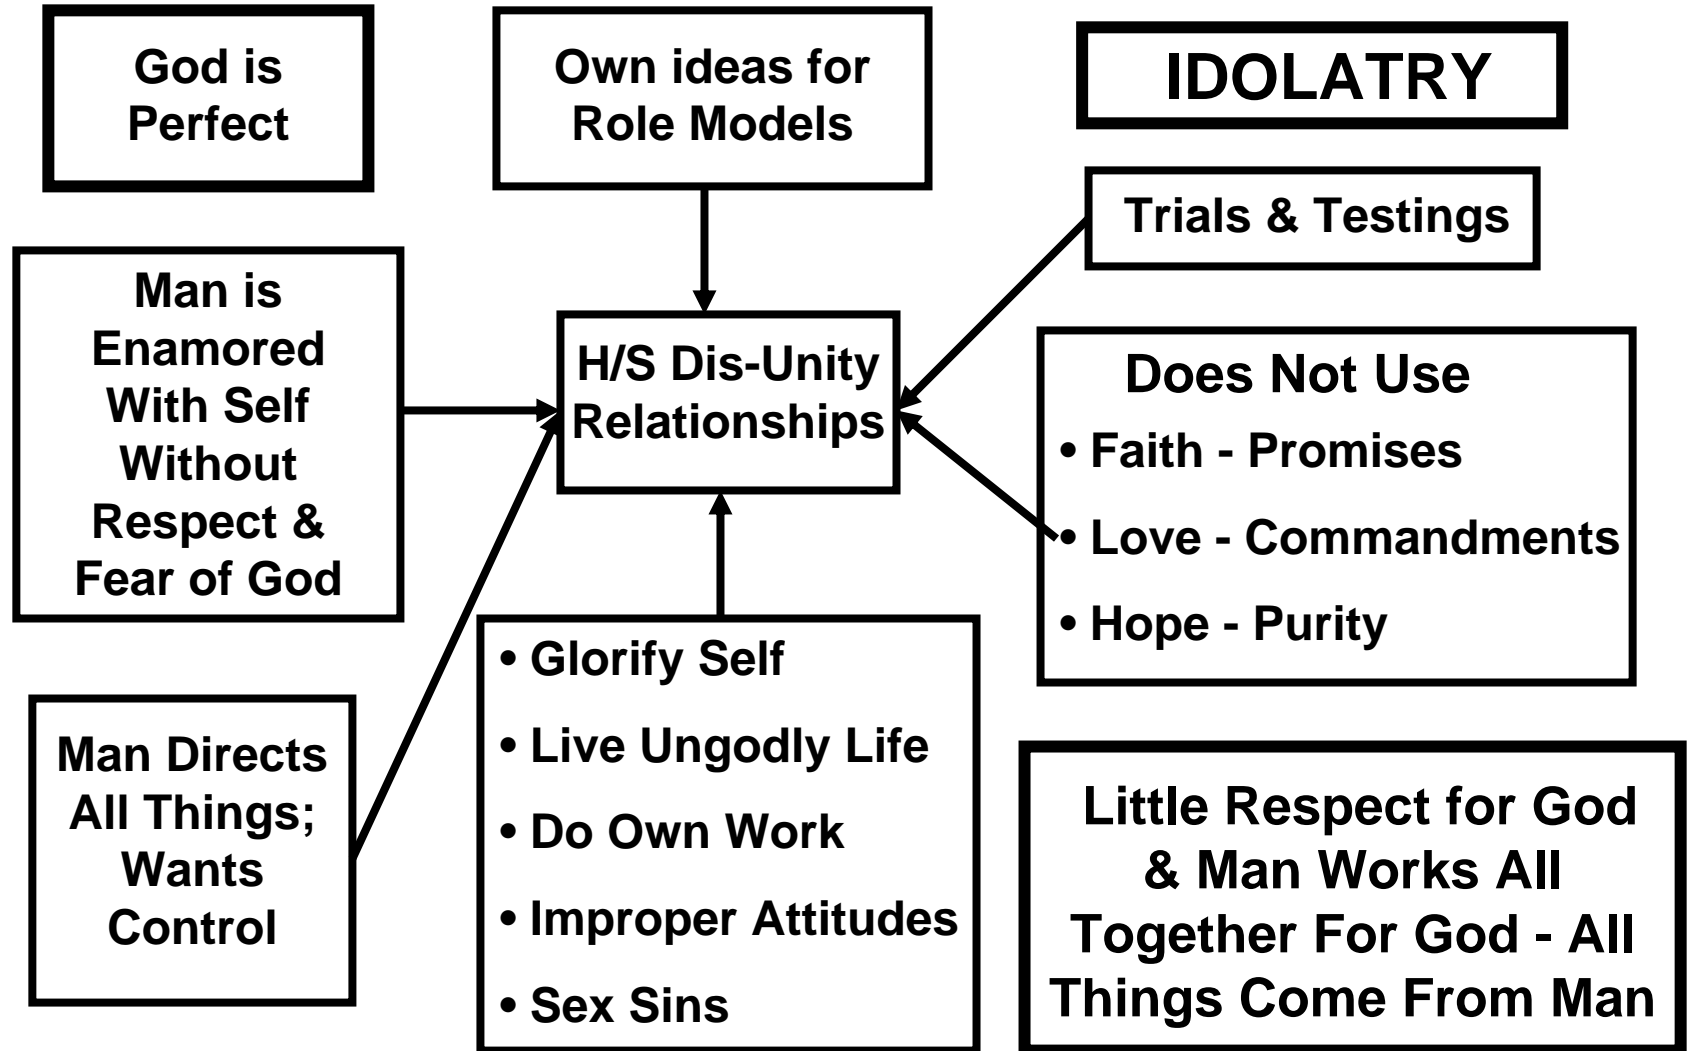 God is
Perfect
Own ideas for
Role Models
IDOLATRY
Trials & Testings
Man is
Enamored
With Self
Without
Respect &
Fear of God
H/S Dis-Unity
Relationships
Does Not Use
• Faith - Promises
• Love - Commandments
• Hope - Purity
Man Directs
All Things;
Wants
Control
• Glorify Self
• Live Ungodly Life
• Do Own Work
• Improper Attitudes
• Sex Sins
Little Respect for God
& Man Works All
Together For God - All
Things Come From Man